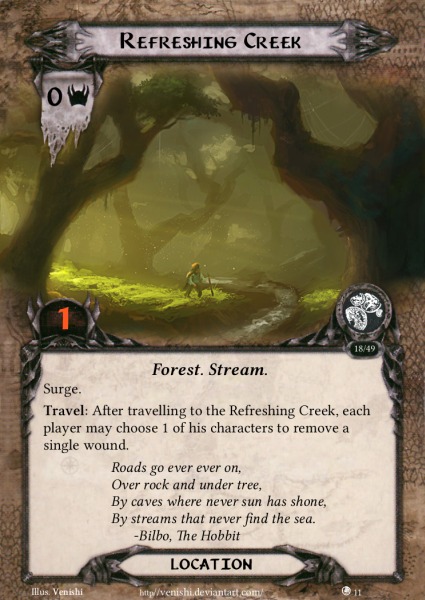 Refreshing Creek
0
1
18/49
Forest. Stream.
Surge.
Travel: After travelling to the Refreshing Creek, each
player may choose 1 of his characters to remove a
single wound.
Roads go ever ever on,
Over rock and under tree,
By caves where never sun has shone,
By streams that never find the sea.
-Bilbo, The Hobbit
LOCATION
Illus. Venishi
http://venishi.deviantart.com/
11